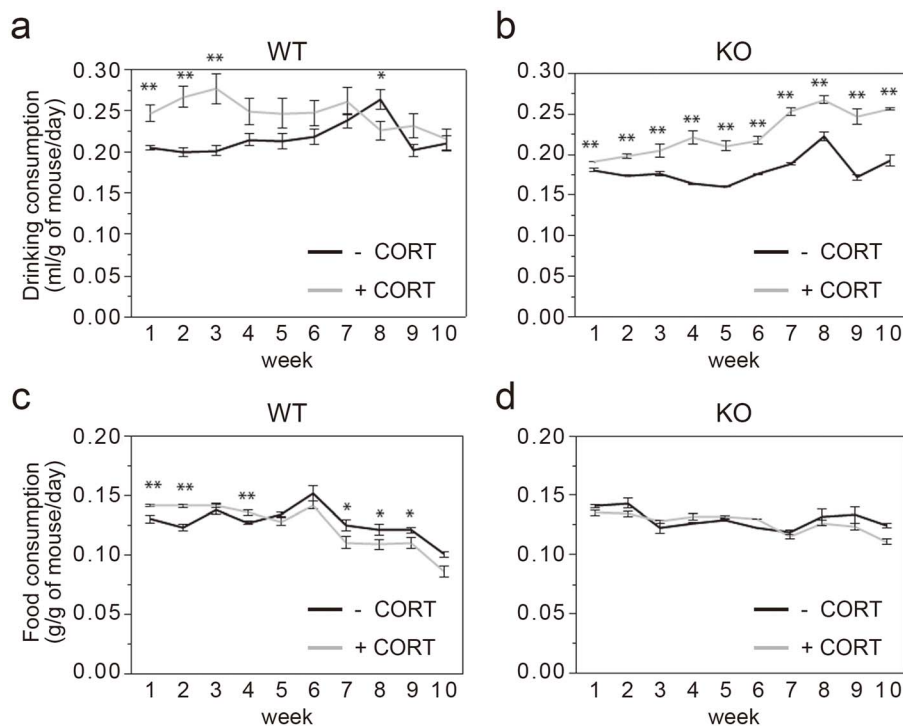 a
WT
Drinking consumption
(ml/g of mouse/day)
0.30
0.25
0.20
0.15
0.10
0.05
0.00
** ** ** *
- CORT
+ CORT
1 2 3 4 5 6 7 8 9 10
week
b
KO
0.30
0.25
0.20
0.15
0.10
0.05
0.00
** ** ** ** ** ** ** ** ** **
- CORT
+ CORT
1 2 3 4 5 6 7 8 9 10
week
c
WT
Food consumption
(g/g of mouse/day)
0.20
0.15
0.10
0.05
0.00
** ** ** * * *
- CORT
+ CORT
1 2 3 4 5 6 7 8 9 10
week
d
KO
0.20
0.15
0.10
0.05
0.00
- CORT
+ CORT
1 2 3 4 5 6 7 8 9 10
week